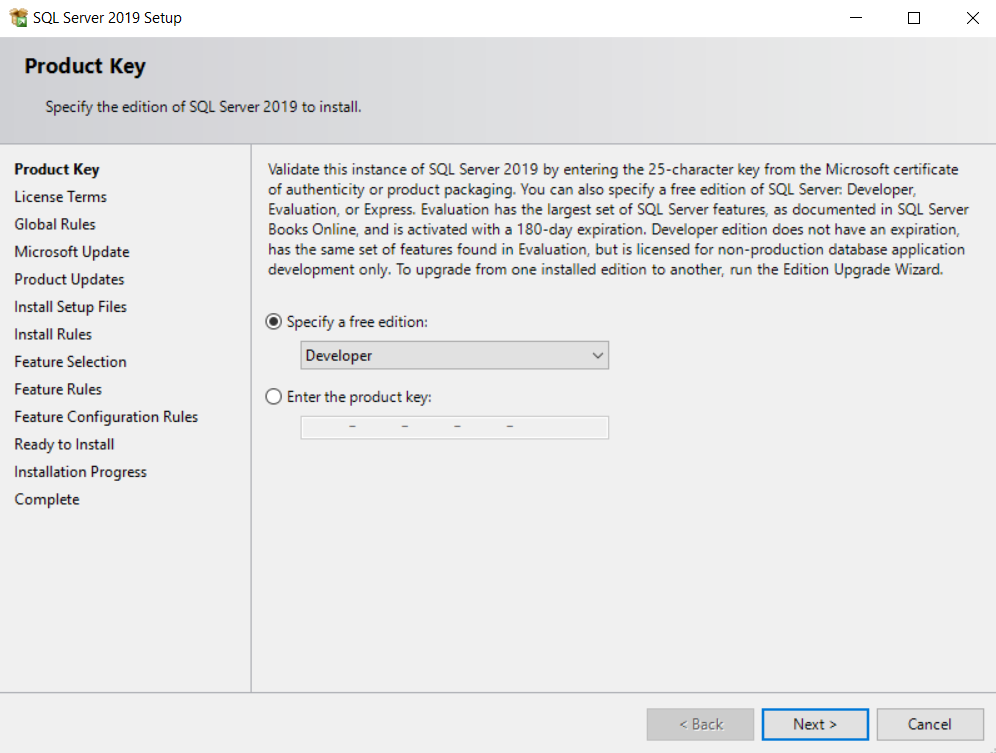 SQL Server 2019 Setup
Product Key
Specify the edition of SQL Server 2019 to install.
Product Key
License Terms
Global Rules
Microsoft Update
Product Updates
Install Setup Files
Install Rules
Feature Selection
Feature Rules
Feature Configuration Rules
Ready to Install
Installation Progress
Complete
Validate this instance of SQL Server 2019 by entering the 25-character key from the Microsoft certificate
of authenticity or product packaging. You can also specify a free edition of SQL Server: Developer,
Evaluation, or Express. Evaluation has the largest set of SQL Server features, as documented in SQL Server
Books Online, and is activated with a 180-day expiration. Developer edition does not have an expiration,
has the same set of features found in Evaluation, but is licensed for non-production database application
development only. To upgrade from one installed edition to another, run the Edition Upgrade Wizard.
Specify a free edition:
Developer
Enter the product key:
- - - -
< Back
Next >
Cancel